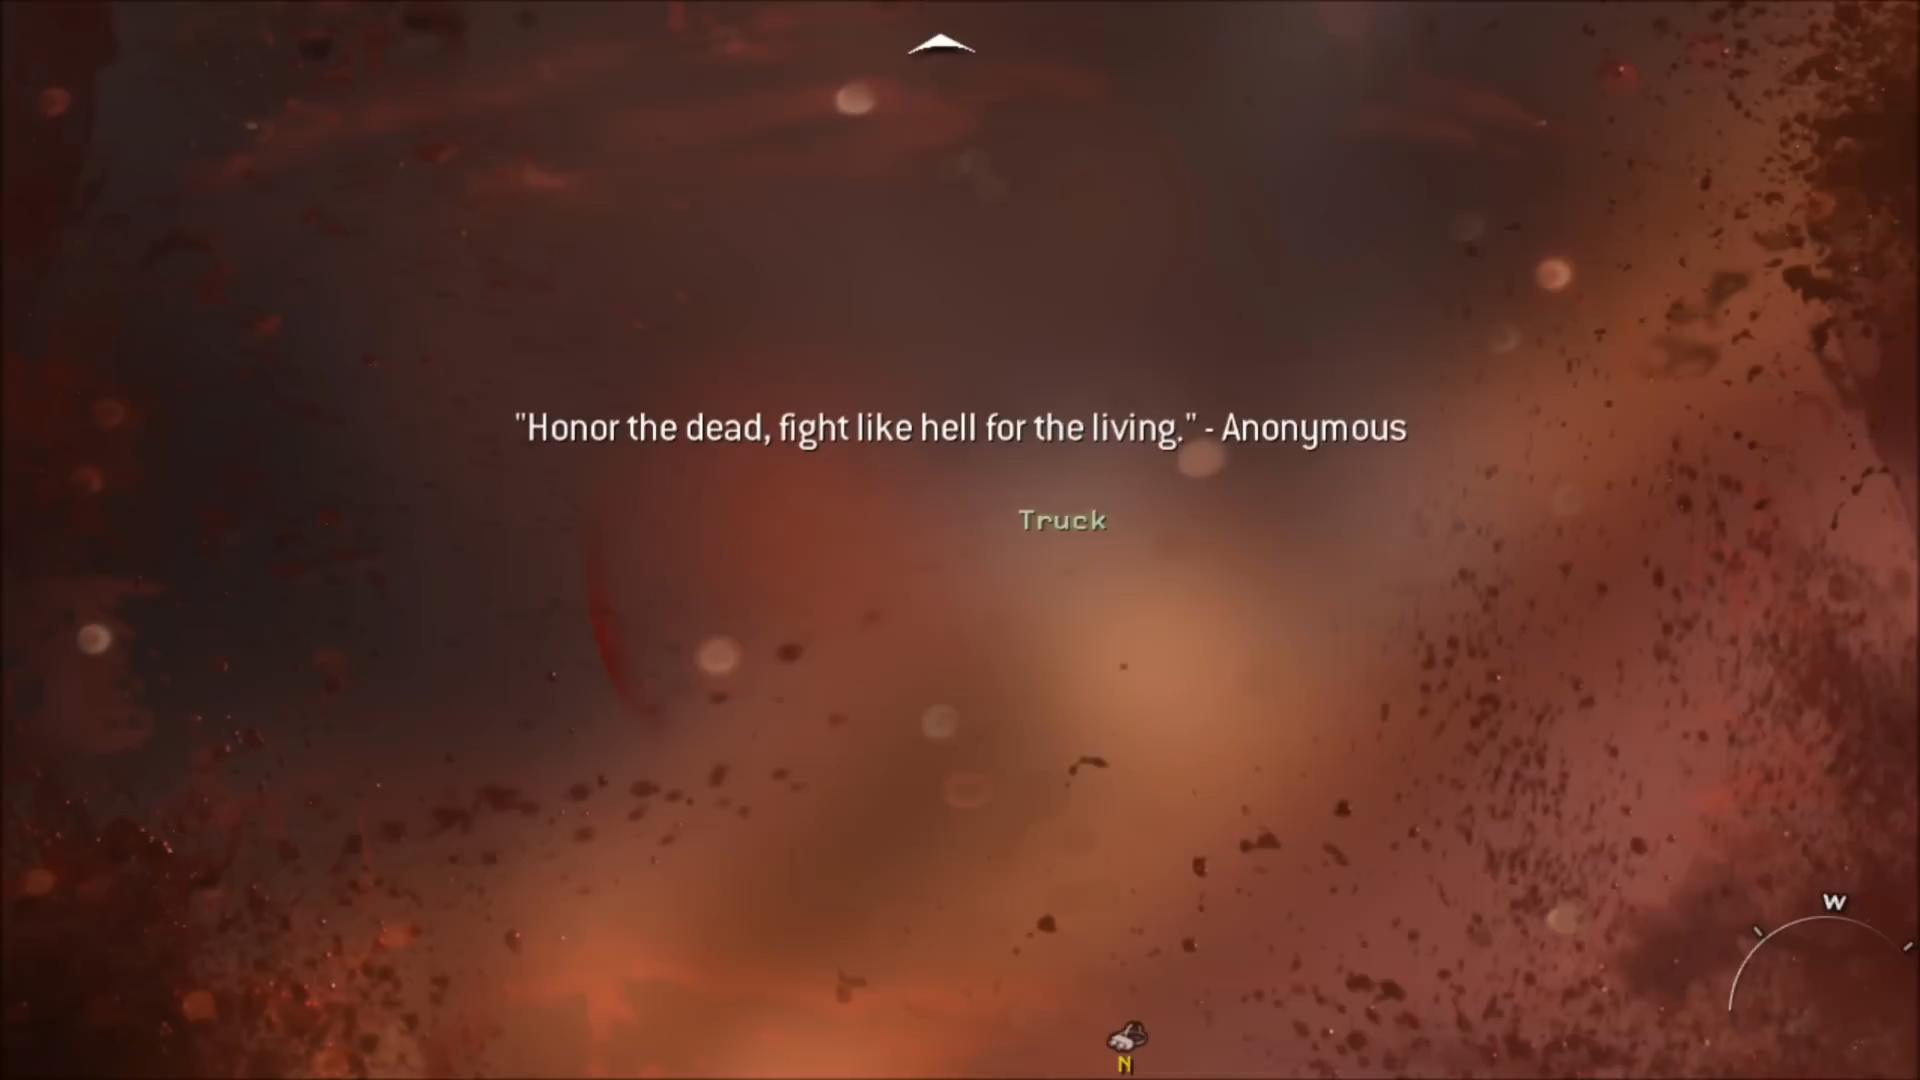 "Honor the dead, fight like hell for the living." - Anonymous
Truck
W
N